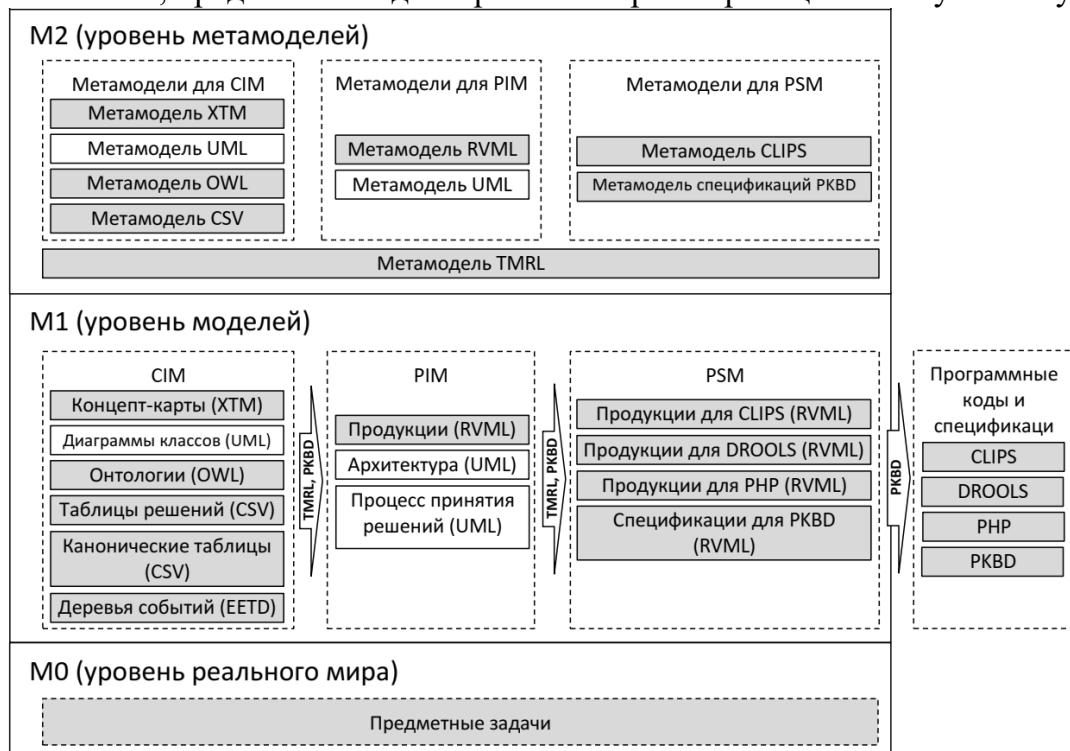 М2 (уровень метамоделей)
Метамодели для CIM
Метамодель XTM
Метамодель UML
Метамодель OWL
Метамодель CSV
Метамодели для PIM
Метамодель RVML
Метамодель UML
Метамодели для PSM
Метамодель CLIPS
Метамодель спецификаций PKBD
Метамодель TMRL
М1 (уровень моделей)
CIM
Концепт-карты (XTM)
Диаграммы классов (UML)
Онтологии (OWL)
Таблицы решений (CSV)
Канонические таблицы
(CSV)
Деревья событий (EETD)
TMRL, PKBD
PIM
Продукции (RVML)
Архитектура (UML)
Процесс принятия
решений (UML)
TMRL, PKBD
PSM
Продукции для CLIPS (RVML)
Продукции для DROOLS (RVML)
Продукции для PHP (RVML)
Спецификации для PKBD
(RVML)
PKBD
Программные
коды и
спецификаци
CLIPS
DROOLS
PHP
PKBD
М0 (уровень реального мира)
Предметные задачи